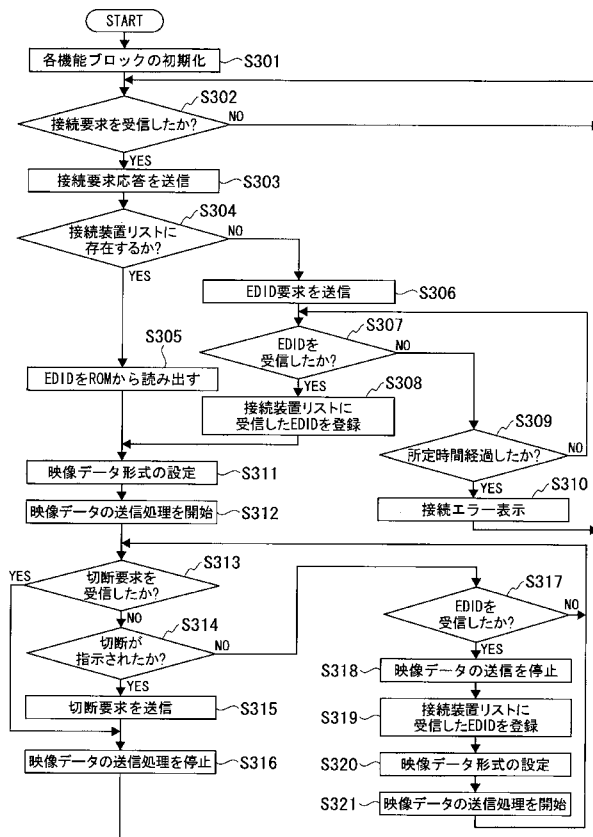 START
各機能ブロックの初期化
S301
S302
接続要求を受信したか?
NO
YES
接続要求応答を送信
S303
S304
接続装置リストに
存在するか?
NO
YES
EDID要求を送信
S306
S307
EDIDを
受信したか?
NO
YES
S305
EDIDをROMから読み出す
S308
接続装置リストに
受信したEDIDを登録
S309
所定時間経過したか?
NO
YES
S310
接続エラー表示
映像データ形式の設定
S311
映像データの送信処理を開始
S312
S313
切断要求を
受信したか?
YES
NO
S314
切断が
指示されたか?
NO
YES
切断要求を送信
S315
映像データの送信処理を停止
S316
S317
EDIDを
受信したか?
NO
YES
S318
映像データの送信を停止
S319
接続装置リストに
受信したEDIDを登録
S320
映像データ形式の設定
S321
映像データの送信処理を開始